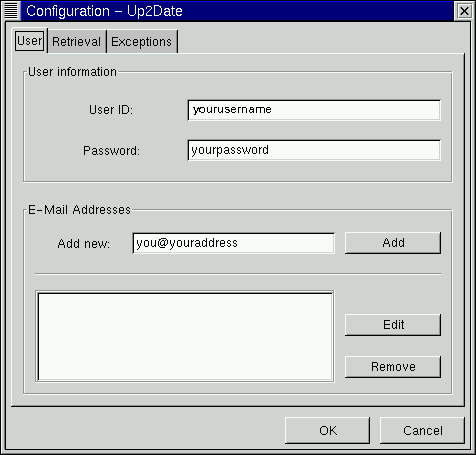 Configuration - Up2Date
User Retrieval Exceptions
User information
User ID: yourusername
Password: yourpassword
E-Mail Addresses
Add new: you@youraddress Add
Edit
Remove
OK Cancel